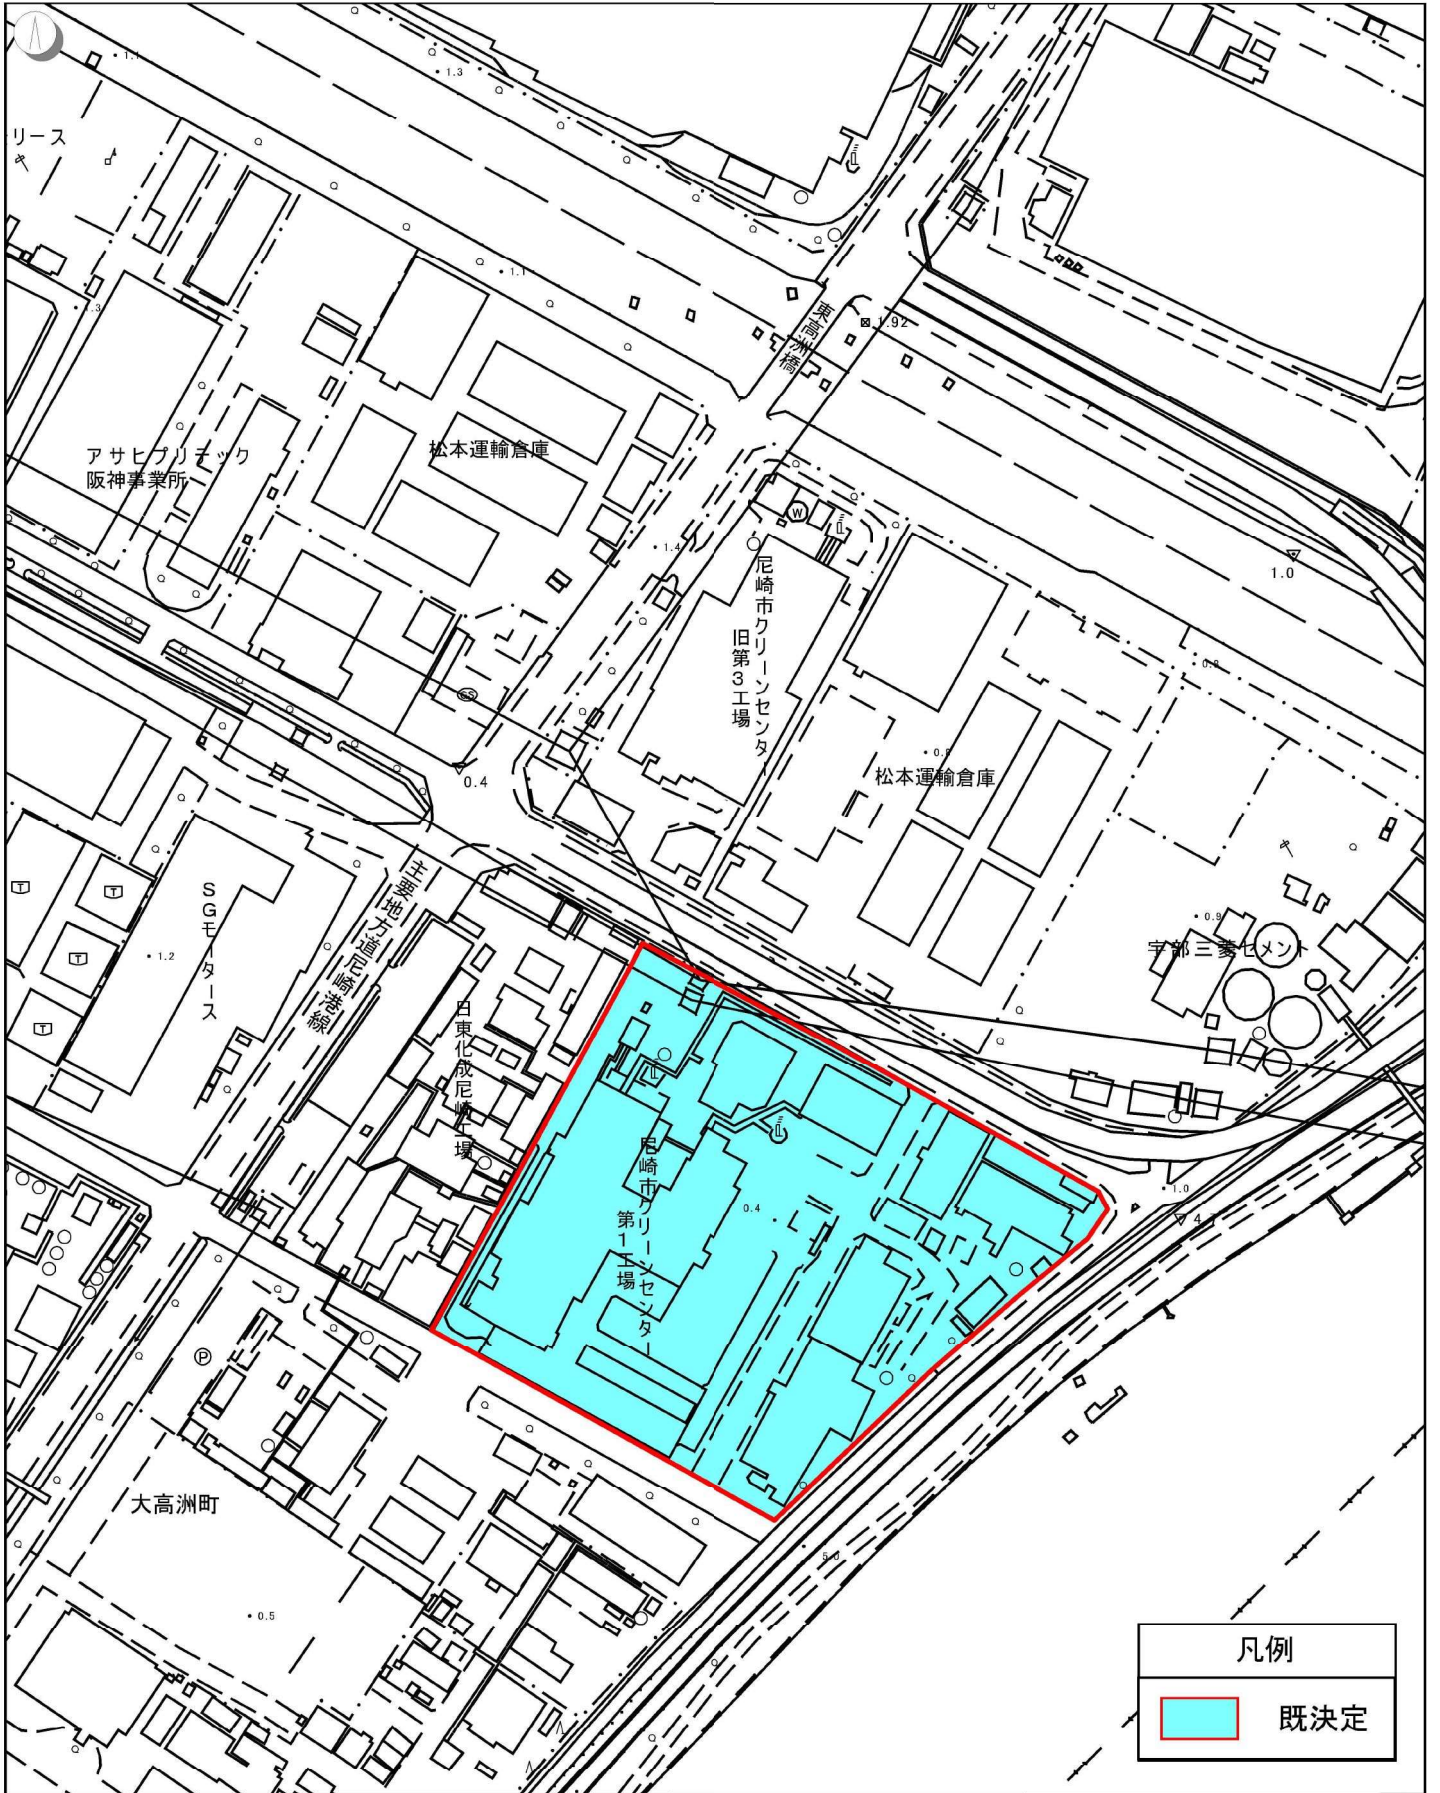 ・1.1
・1.3
リース
・1.1
東高洲橋
1.92
アサヒプリテック
阪神事業所
松本運輸倉庫
W
・1.4
1.0
尼崎市クリーンセンター
旧第3工場
GS
0.4
松本運輸倉庫
SGモータース
主要地方道尼崎港線
T
T
T
T
・1.2
・0.9
宇部三菱セメント
日東化成尼崎工場
尼崎市クリーンセンター
第1工場
0.4
・1.0
P
大高洲町
5.0
・0.5
凡例
既決定